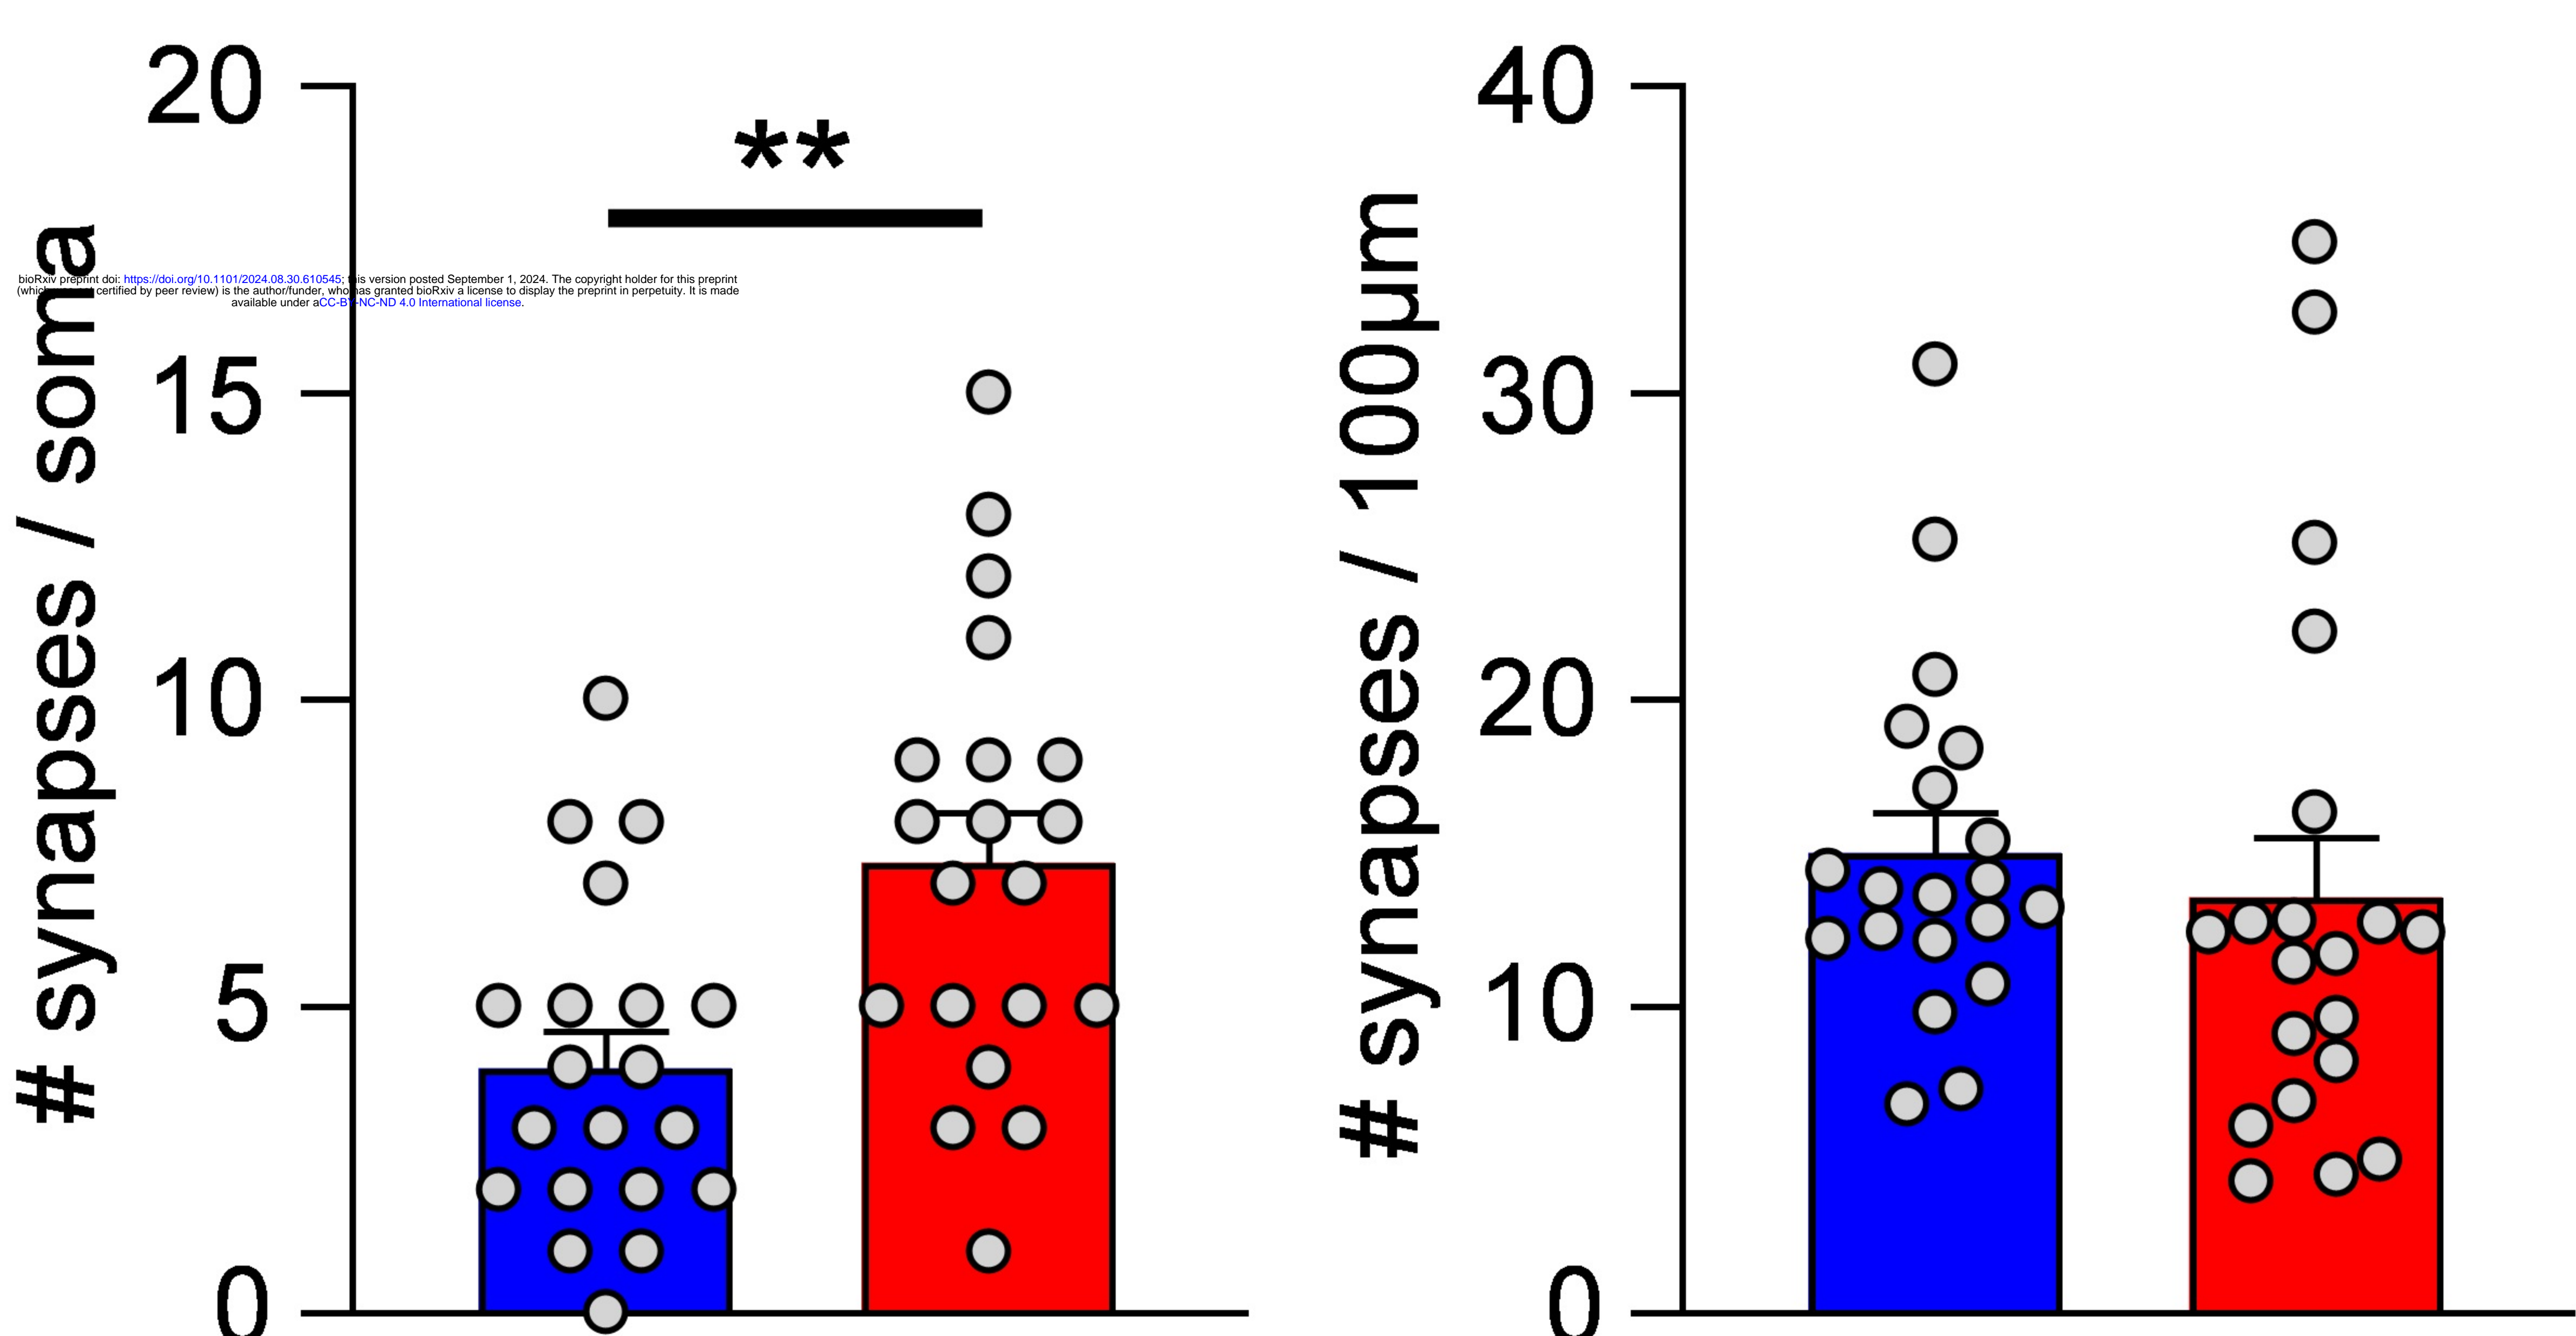 # synapses / soma
20
15
10
5
0
**
bioRxiv preprint doi: https://doi.org/10.1101/2024.08.30.610545; this version posted September 1, 2024. The copyright holder for this preprint
(which certified by peer review) is the author/funder, who has granted bioRxiv a license to display the preprint in perpetuity. It is made
available under aCC-BY-NC-ND 4.0 International license.
# synapses / 100µm
40
30
20
10
0